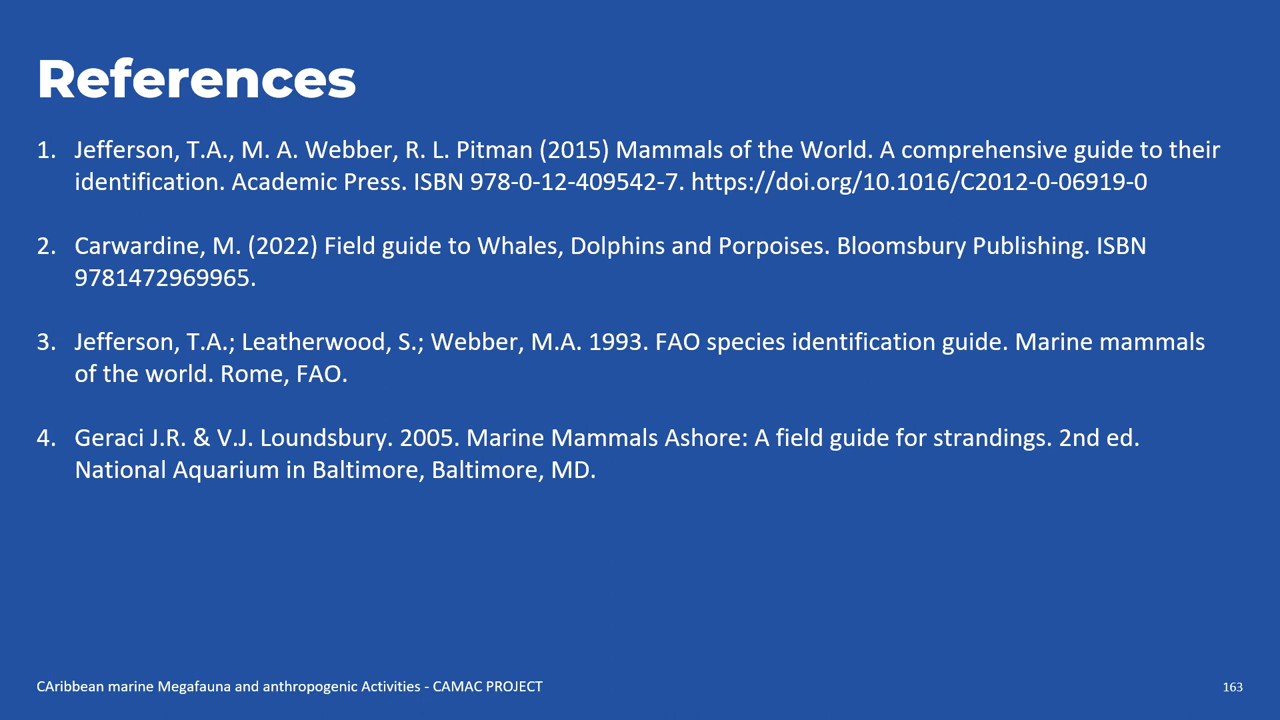 References
1. Jefferson, T.A., M. A. Webber, R. L. Pitman (2015) Mammals of the World. A comprehensive guide to their
identification. Academic Press. ISBN 978-0-12-409542-7. https://doi.org/10.1016/C2012-0-06919-0
2. Carwardine, M. (2022) Field guide to Whales, Dolphins and Porpoises. Bloomsbury Publishing. ISBN
9781472969965.
3. Jefferson, T.A.; Leatherwood, S.; Webber, M.A. 1993. FAO species identification guide. Marine mammals
of the world. Rome, FAO.
4. Geraci J.R. & V.J. Loundsbury. 2005. Marine Mammals Ashore: A field guide for strandings. 2nd ed.
National Aquarium in Baltimore, Baltimore, MD.
CAribbean marine Megafauna and anthropogenic Activities - CAMAC PROJECT
163